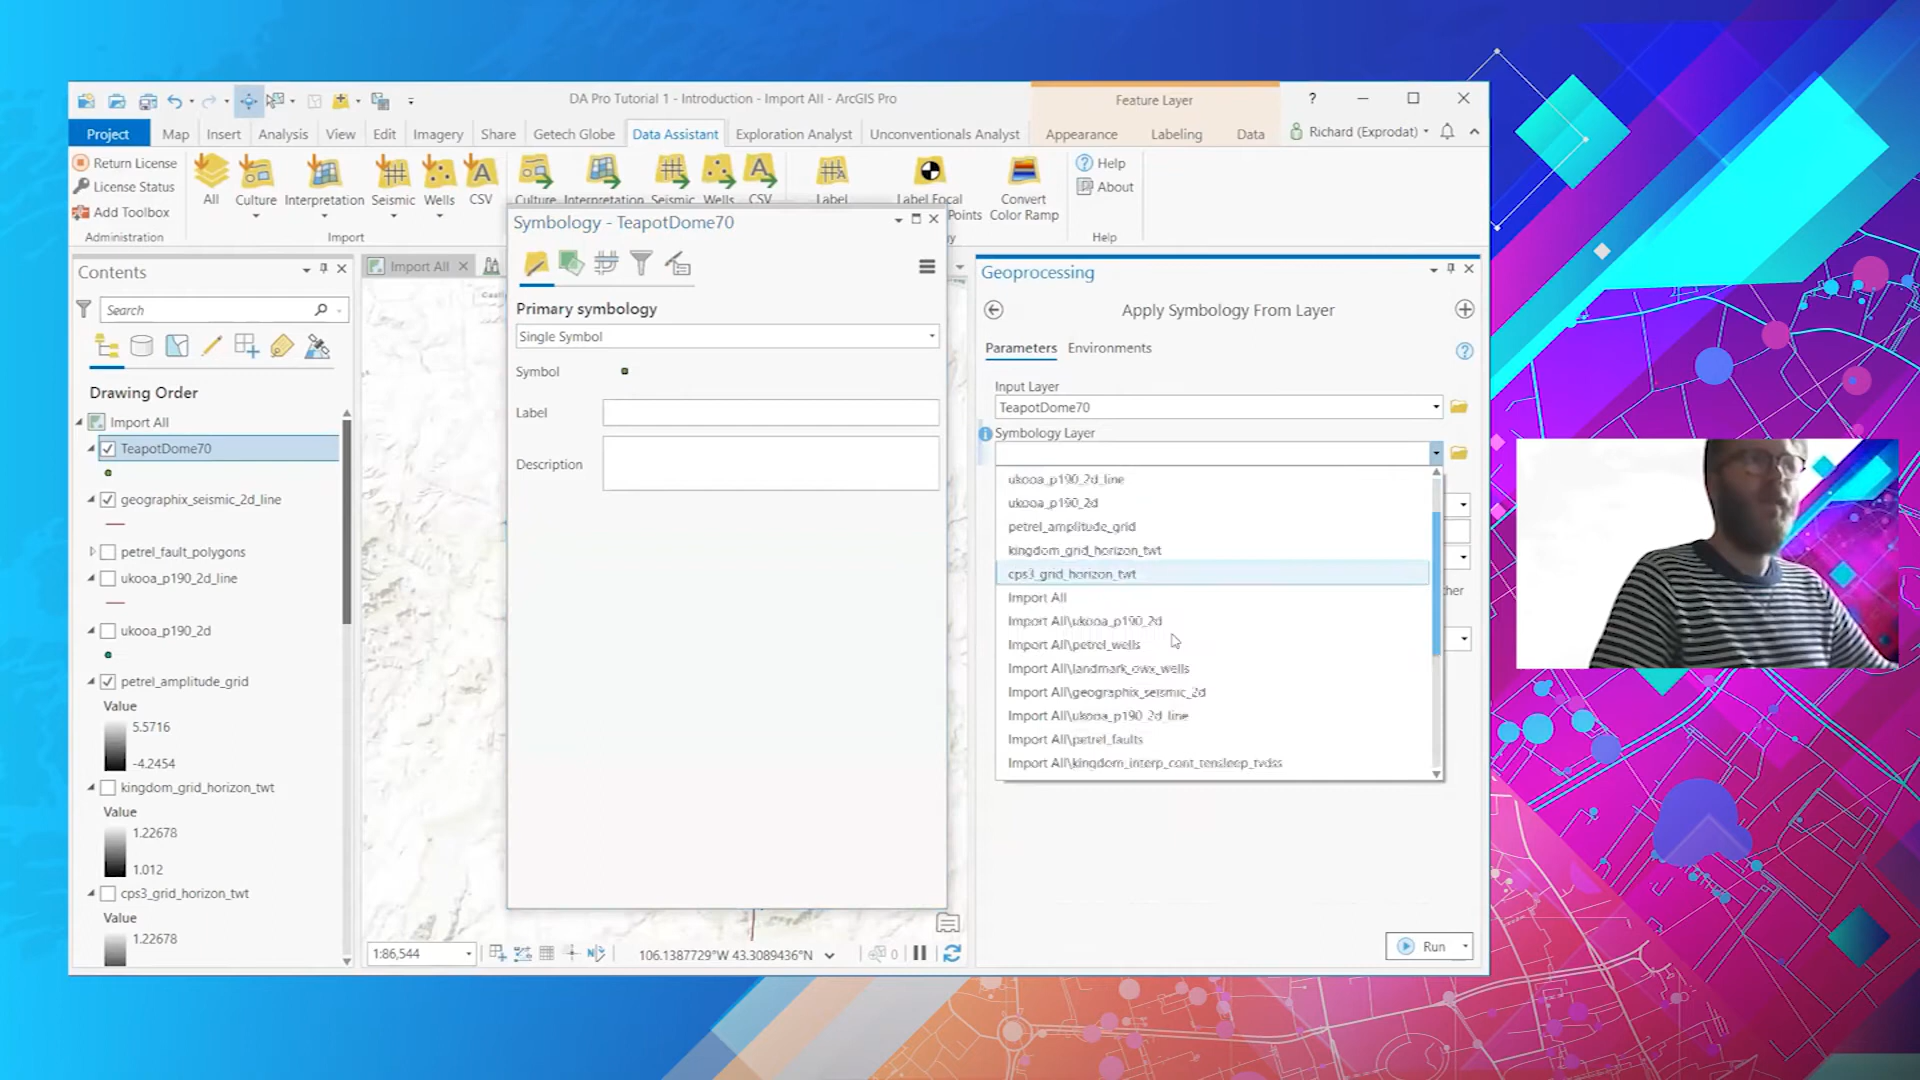 DA Pro Tutorial 1 - Introduction - Import All - ArcGIS Pro
Feature Layer
?
Project
Map
Insert
Analysis
View
Edit
Imagery
Share
Getech Globe
Data Assistant
Exploration Analyst
Unconventionals Analyst
Appearance
Labeling
Data
Richard (Exprodat)
Return License
License Status
Add Toolbox
Administration
All
Culture
Interpretation
Seismic
Wells
CSV
Import
Culture
Interpretation
Seismic
Wells
CSV
Label
Label Focal
Points
Convert
Color Ramp
Help
About
Help
Contents
Search
Drawing Order
Import All
TeapotDome70
geographix_seismic_2d_line
petrel_fault_polygons
ukooa_p190_2d_line
ukooa_p190_2d
petrel_amplitude_grid
Value
5.5716
-4.2454
kingdom_grid_horizon_twt
Value
1.22678
1.012
cps3_grid_horizon_twt
Value
1.22678
Import All
Symbology - TeapotDome70
Primary symbology
Single Symbol
Symbol
Label
Description
1:86,544
106.1387729°W 43.3089436°N
0
Geoprocessing
Apply Symbology From Layer
Parameters
Environments
Input Layer
TeapotDome70
Symbology Layer
ukooa_p190_2d_line
ukooa_p190_2d
petrel_amplitude_grid
kingdom_grid_horizon_twt
cps3_grid_horizon_twt
Import All
Import All\ukooa_p190_2d
Import All\petrel_wells
Import All\landmark_owx_wells
Import All\geographix_seismic_2d
Import All\ukooa_p190_2d_line
Import All\petrel_faults
Import All\kingdom_interp_cont_tensleep_tvdss
Run